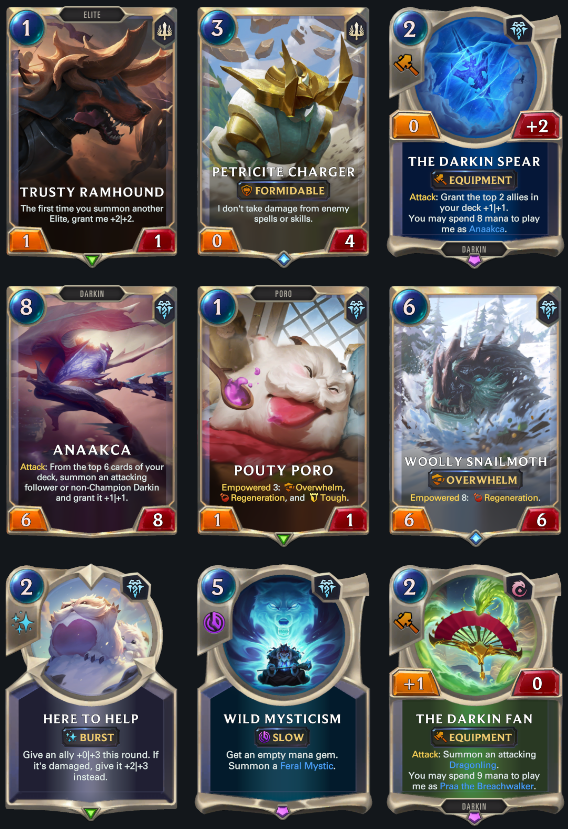 1
ELITE
TRUSTY RAMHOUND
The first time you summon another
Elite, grant me +2|+2.
1
1
3
PETRICITE CHARGER
FORMIDABLE
I don't take damage from enemy
spells or skills.
0
4
2
0
+2
THE DARKIN SPEAR
EQUIPMENT
Attack: Grant the top 2 allies in
your deck +1|+1.
You may spend 8 mana to play
me as Anaakca.
DARKIN
8
DARKIN
ANAAKCA
Attack: From the top 6 cards of your
deck, summon an attacking
follower or non-Champion Darkin
and grant it +1|+1.
6
8
1
PORO
POUTY PORO
Empowered 3: Overwhelm,
Regeneration, and Tough.
1
1
6
WOOLLY SNAILMOTH
OVERWHELM
Empowered 8: Regeneration.
6
6
2
HERE TO HELP
BURST
Give an ally +0|+3 this round. If
it's damaged, give it +2|+3
instead.
5
WILD MYSTICISM
SLOW
Get an empty mana gem.
Summon a Feral Mystic.
2
+1
0
THE DARKIN FAN
EQUIPMENT
Attack: Summon an attacking
Dragonling.
You may spend 9 mana to play
me as Praa the Breachwalker.
DARKIN